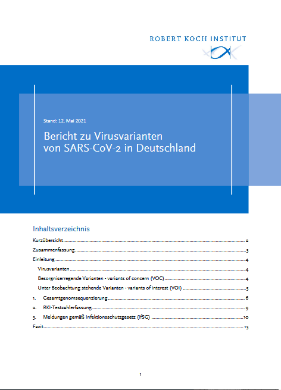 ROBERT KOCH INSTITUT
Stand: 12. Mai 2021
Bericht zu Virusvarianten
von SARS-CoV-2 in Deutschland
Inhaltsverzeichnis
Kurzübersicht 2
Zusammenfassung 3
Einleitung 4
Virusvarianten 4
Besorgniserregende Varianten - variants of concern (VOC) 4
Unter Beobachtung stehende Varianten - variants of interest (VOI) 5
1. Gesamtgenomsequenzierung 6
2. RKI-Testzahlerfassung 9
3. Meldungen gemäß Infektionsschutzgesetz (IfSG) 10
Fazit 13
1